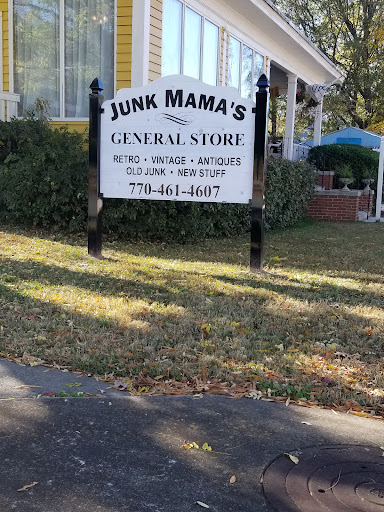 JUNK MAMA'S
GENERAL STORE
RETRO • VINTAGE • ANTIQUES
OLD JUNK • NEW STUFF
770-461-4607